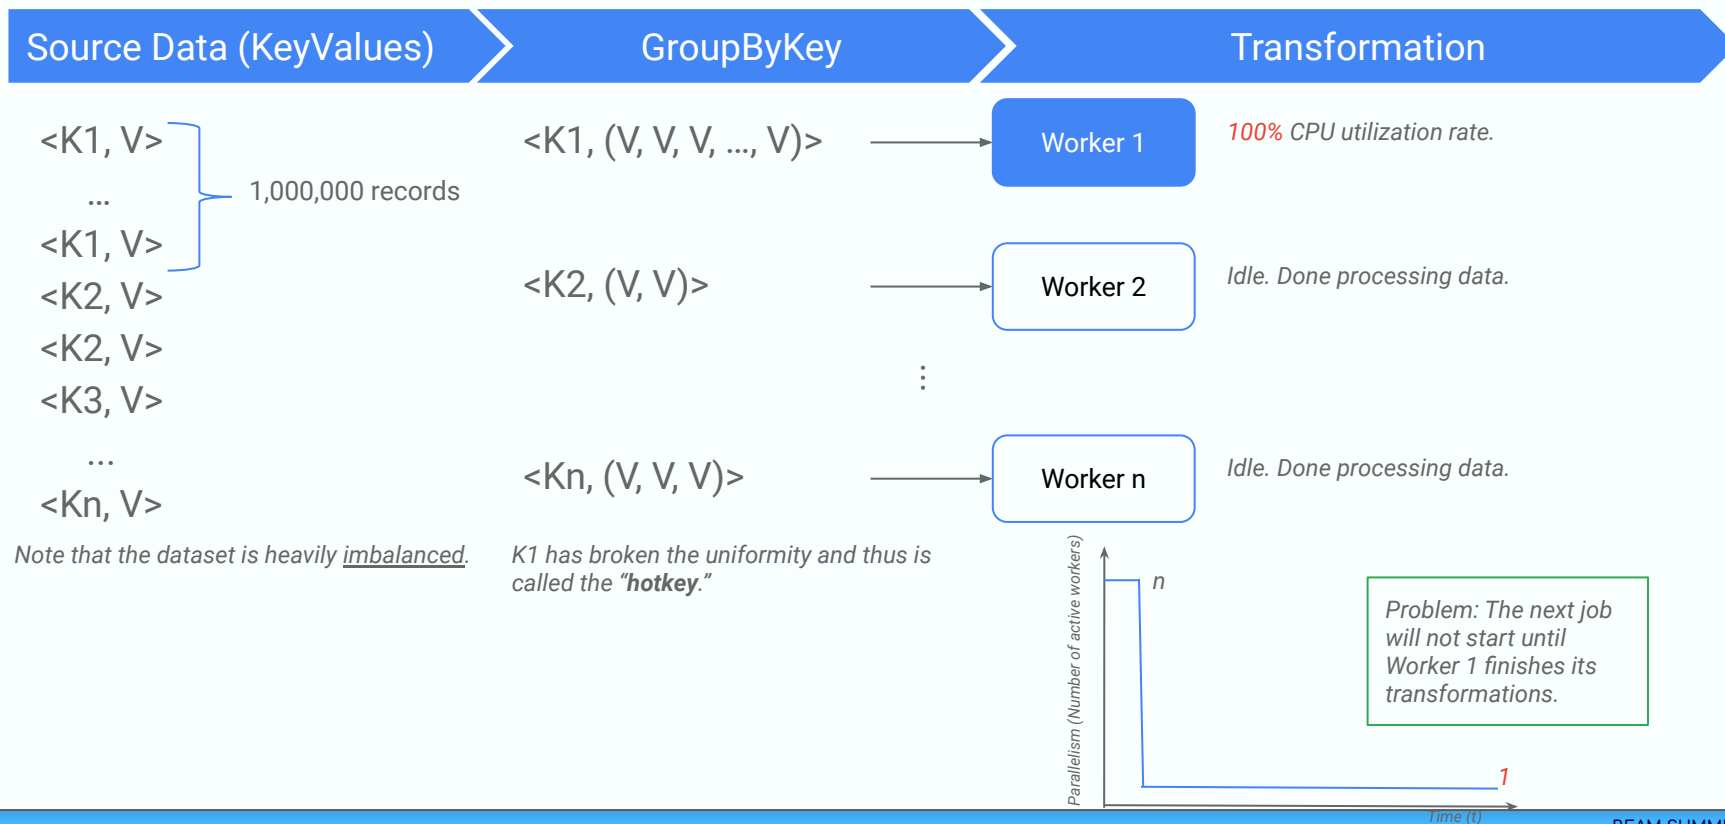 Source Data (KeyValues)
GroupByKey
Transformation
<K1, V>
...
<K1, V>
<K2, V>
<K2, V>
<K3, V>
...
<Kn, V>
1,000,000 records
Note that the dataset is heavily imbalanced.
<K1, (V, V, V, ..., V)>
<K2, (V, V)>
⋮
<Kn, (V, V, V)>
K1 has broken the uniformity and thus is
called the “hotkey.”
Worker 1
100% CPU utilization rate.
Worker 2
Idle. Done processing data.
Worker n
Idle. Done processing data.
Parallelism (Number of active workers)
n
1
Time (t)
Problem: The next job
will not start until
Worker 1 finishes its
transformations.
BEAM